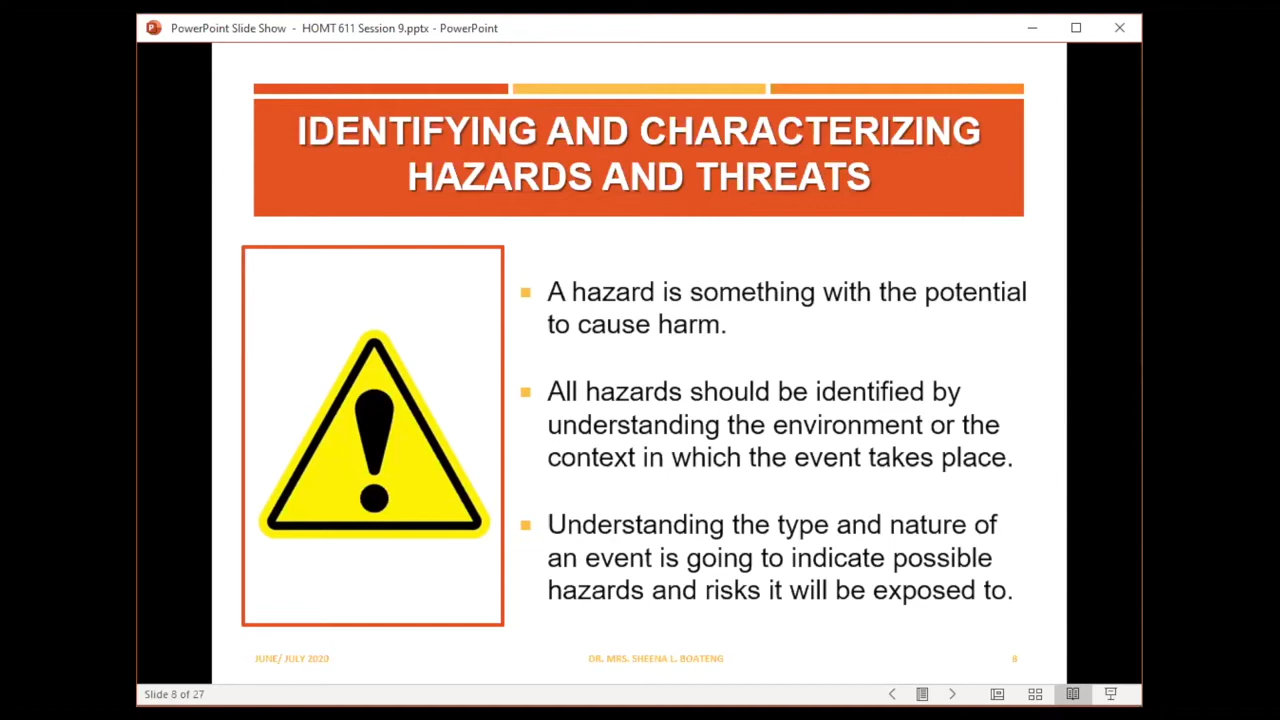 PowerPoint Slide Show - HOMT 611 Session 9.pptx - PowerPoint
IDENTIFYING AND CHARACTERIZING
HAZARDS AND THREATS
A hazard is something with the potential
to cause harm.
All hazards should be identified by
understanding the environment or the
context in which the event takes place.
Understanding the type and nature of
an event is going to indicate possible
hazards and risks it will be exposed to.
JUNE/ JULY 2020
DR. MRS. SHEENA L. BOATENG
8
Slide 8 of 27